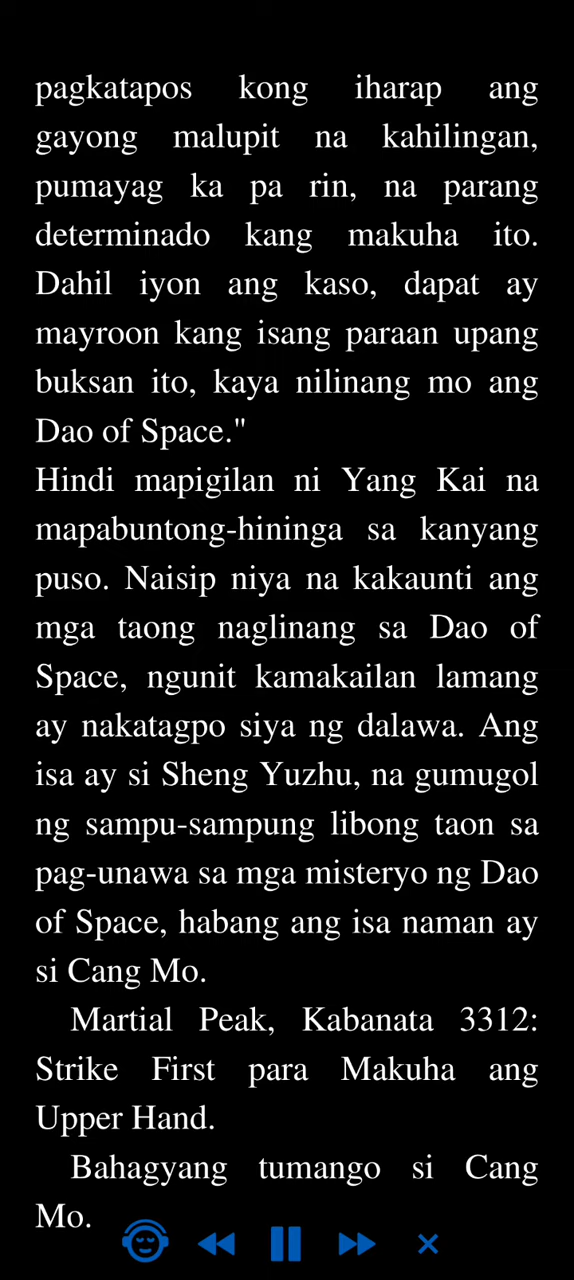 pagkatapos kong iharap ang
gayong malupit na kahilingan,
pumayag ka pa rin, na parang
determinado kang makuha ito.
Dahil iyon ang kaso, dapat ay
mayroon kang isang paraan upang
buksan ito, kaya nilinang mo ang
Dao of Space."
Hindi mapigilan ni Yang Kai na
mapabuntong-hininga sa kanyang
puso. Naisip niya na kakaunti ang
mga taong naglinang sa Dao of
Space, ngunit kamakailan lamang
ay nakatagpo siya ng dalawa. Ang
isa ay si Sheng Yuzhu, na gumugol
ng sampu-sampung libong taon sa
pag-unawa sa mga misteryo ng Dao
of Space, habang ang isa naman ay
si Cang Mo.
Martial Peak, Kabanata 3312:
Strike First para Makuha ang
Upper Hand.
Bahagyang tumango si Cang
Mo.